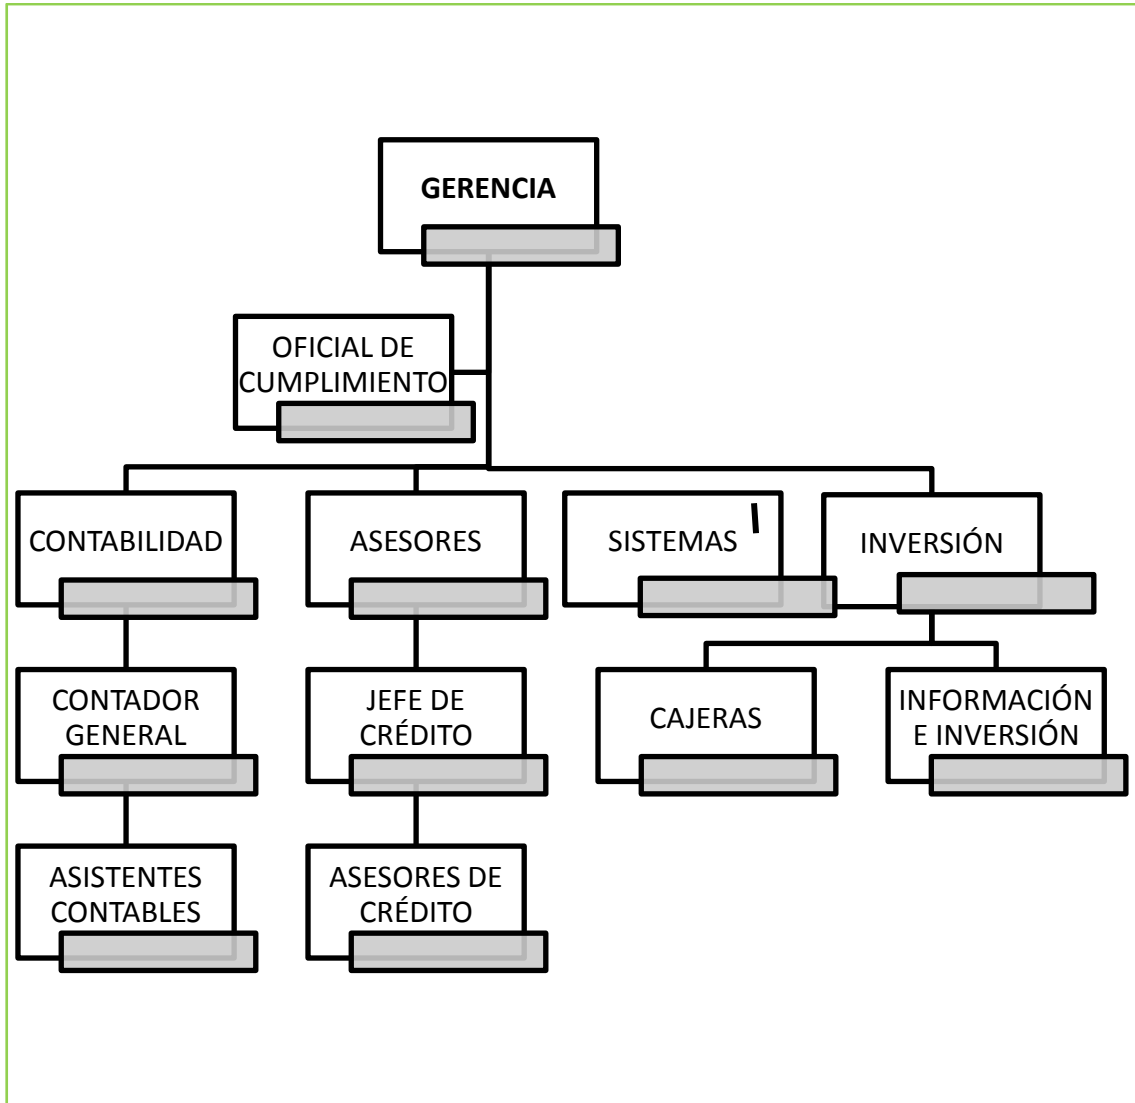 GERENCIA
OFICIAL DE
CUMPLIMIENTO
CONTABILIDAD
ASESORES
SISTEMAS
INVERSIÓN
CONTADOR
GENERAL
JEFE DE
CRÉDITO
CAJERAS
INFORMACIÓN
E INVERSIÓN
ASISTENTES
CONTABLES
ASESORES DE
CRÉDITO